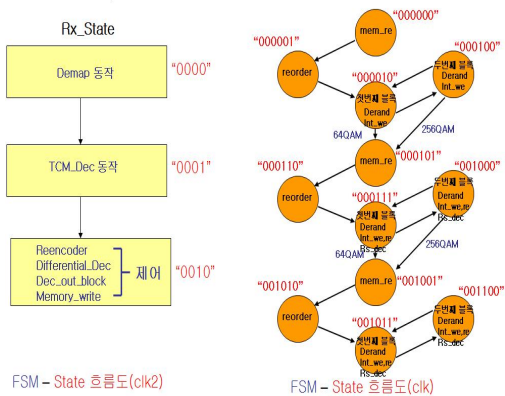 Rx_State
Demap 동작
"0000"
TCM_Dec 동작
"0001"
Reencoder
Differential_Dec
Dec_out_block
Memory_write
제어
"0010"
FSM – State 흐름도(clk2)
"000000"
mem_re
"000001"
reorder
"000010"
첫번째 블록
Derand
Int_we
"000100"
두번째 블록
Derand
Int_we
64QAM
256QAM
mem_re
"000101"
"000110"
reorder
"000111"
첫번째 블록
Derand
Int_we,re
Rs_dec
"001000"
두번째 블록
Derand
Int_we,re
Rs_dec
64QAM
256QAM
mem_re
"001001"
"001010"
reorder
"001011"
첫번째 블록
Derand
Int_we,re
Rs_dec
"001100"
두번째 블록
Derand
Int_we,re
Rs_dec
FSM – State 흐름도(clk)